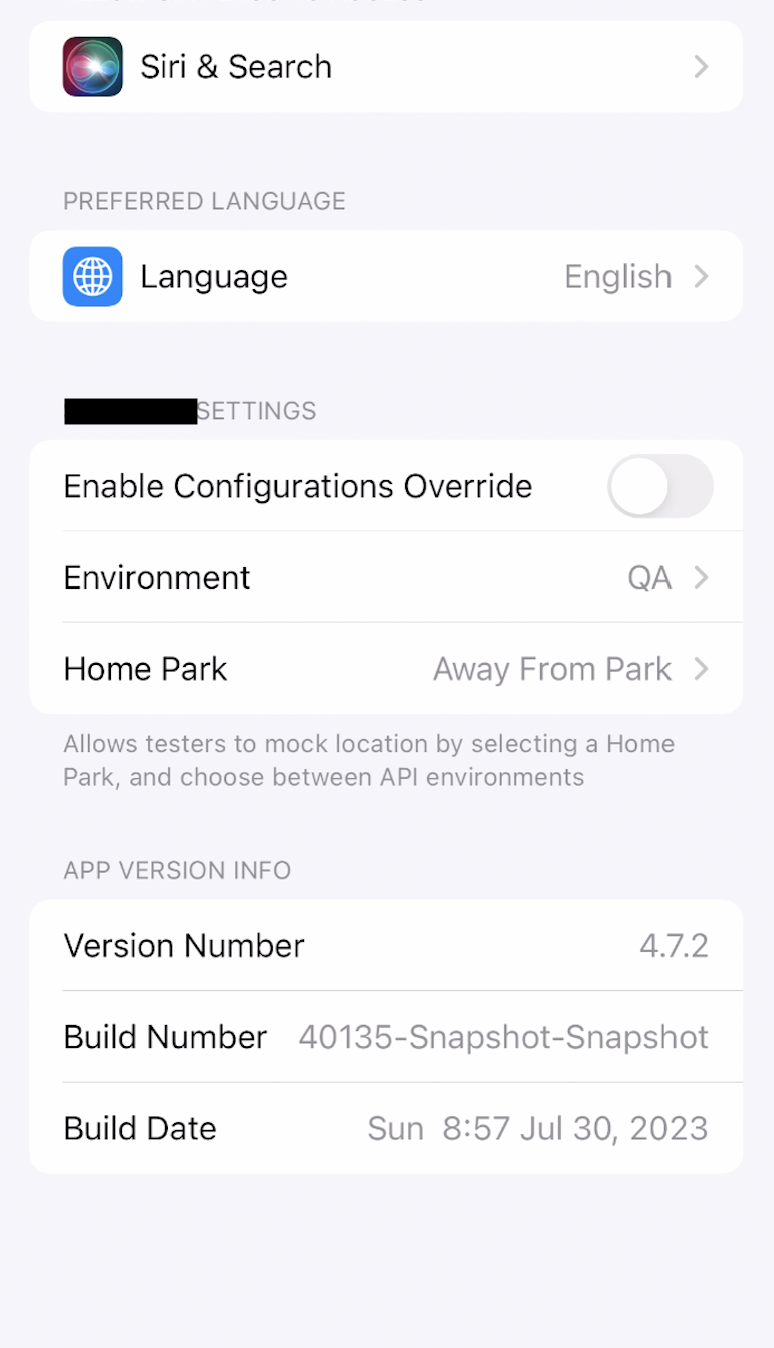 Siri & Search
PREFERRED LANGUAGE
Language English
SETTINGS
Enable Configurations Override
Environment QA
Home Park Away From Park
Allows testers to mock location by selecting a Home
Park, and choose between API environments
APP VERSION INFO
Version Number 4.7.2
Build Number 40135-Snapshot-Snapshot
Build Date Sun 8:57 Jul 30, 2023